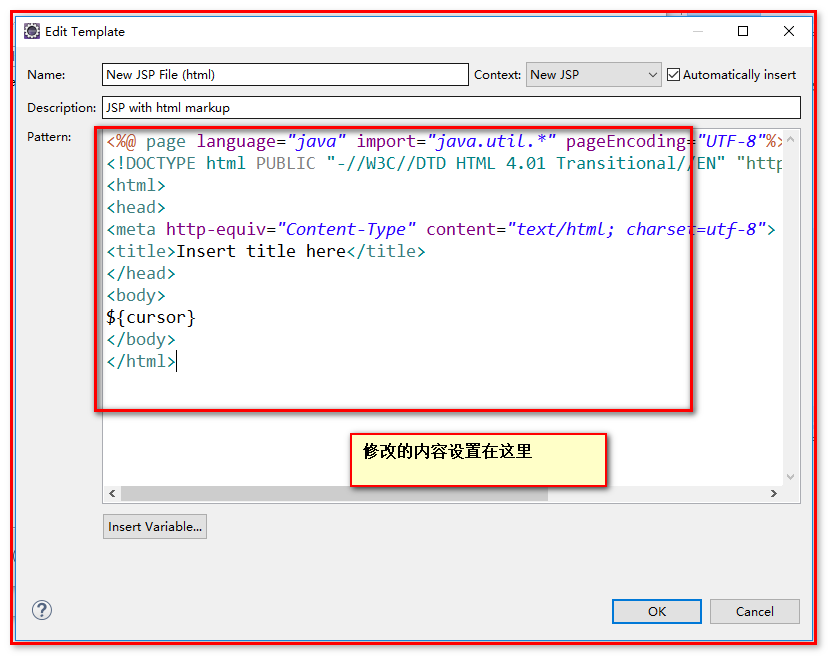 Edit Template
Name: New JSP File (html) Context: New JSP Automatically insert
Description: JSP with html markup
Pattern:
<%@ page language="java" import="java.util.*" pageEncoding="UTF-8"%>
<!DOCTYPE html PUBLIC "-//W3C//DTD HTML 4.01 Transitional//EN" "http
<html>
<head>
<meta http-equiv="Content-Type" content="text/html; charset=utf-8">
<title>Insert title here</title>
</head>
<body>
${cursor}
</body>
</html>
修改的内容设置在这里
Insert Variable...
? OK Cancel